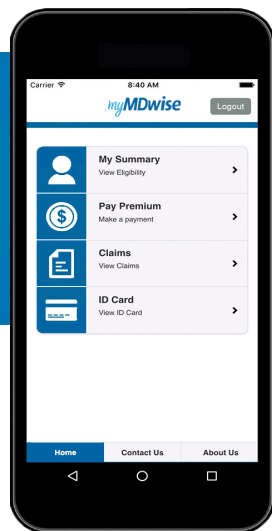 Carrier 8:40 AM
myMDwise Logout
My Summary
View Eligibility
$
Pay Premium
Make a payment
Claims
View Claims
ID Card
View ID Card
Home Contact Us About Us